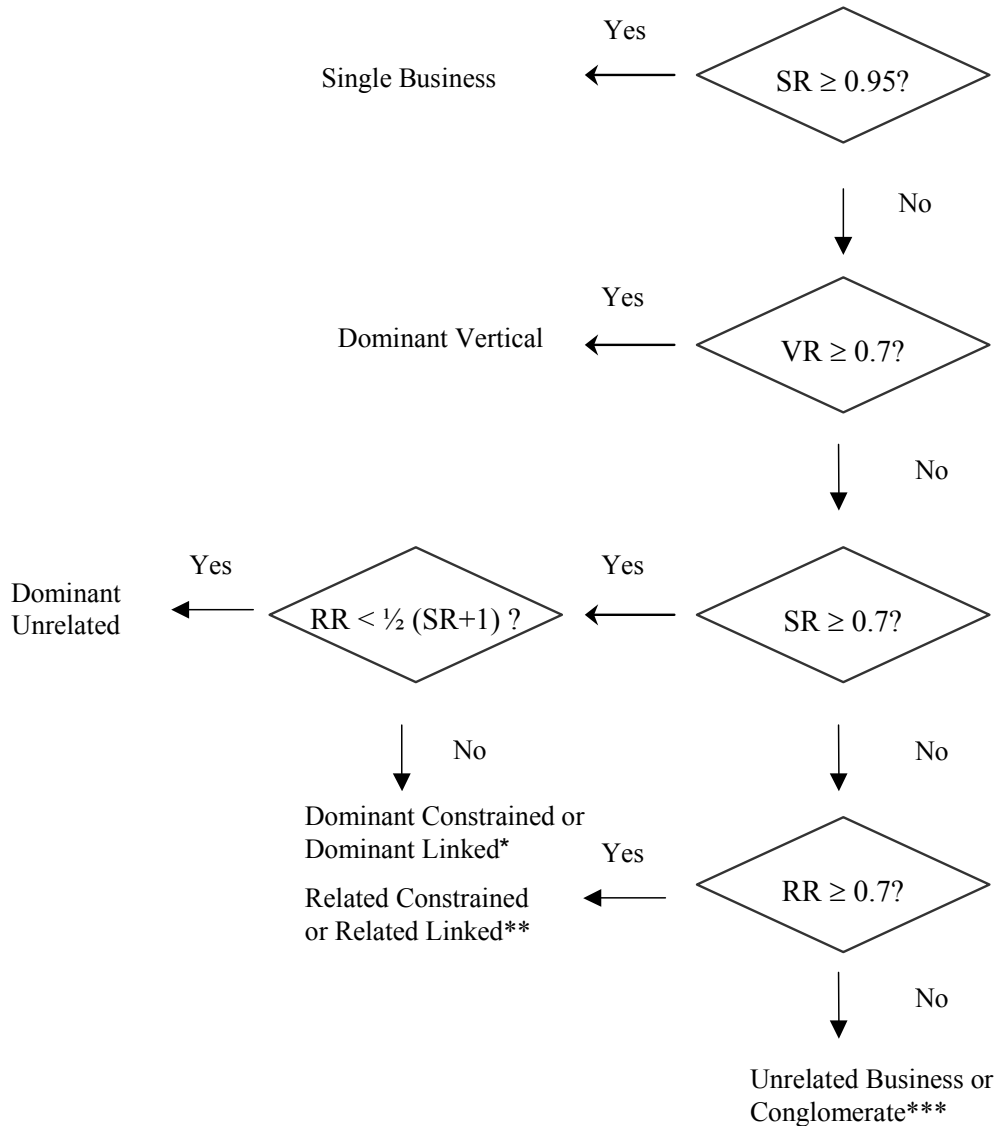 Yes
Single Business
SR ≥ 0.95?
No
Yes
Dominant Vertical
VR ≥ 0.7?
No
Yes
Yes
Dominant
Unrelated
RR < ½ (SR+1) ?
SR ≥ 0.7?
No
No
Dominant Constrained or
Dominant Linked*
Yes
Related Constrained
or Related Linked**
RR ≥ 0.7?
No
Unrelated Business or
Conglomerate***